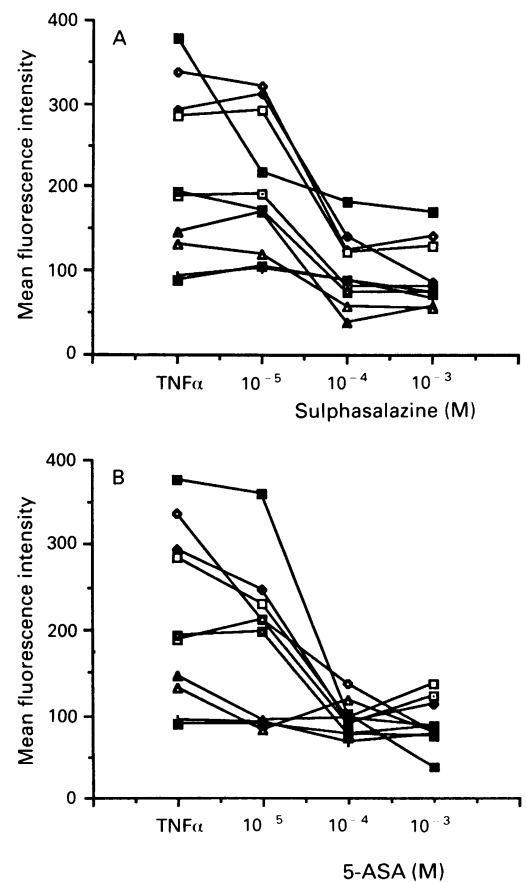 A
Mean fluorescence intensity
400
300
200
100
0
TNFα 10⁻⁵ 10⁻⁴ 10⁻³
Sulphasalazine (M)
B
Mean fluorescence intensity
400
300
200
100
0
TNFα 10⁻⁵ 10⁻⁴ 10⁻³
5-ASA (M)